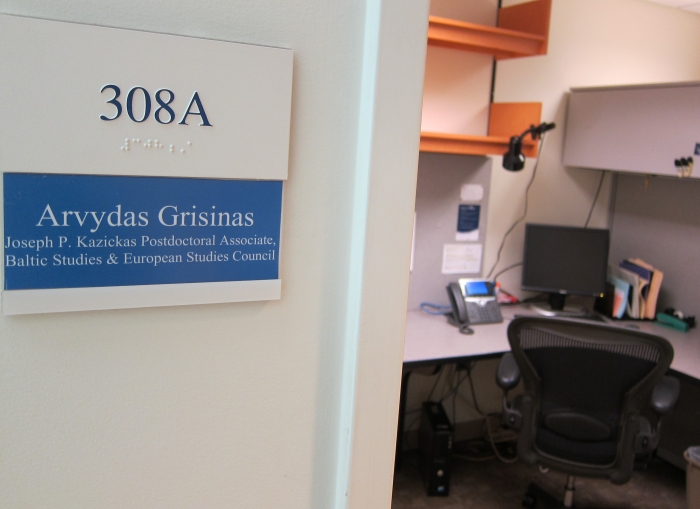 308A
Arvydas Grisinas
Joseph P. Kazickas Postdoctoral Associate,
Baltic Studies & European Studies Council